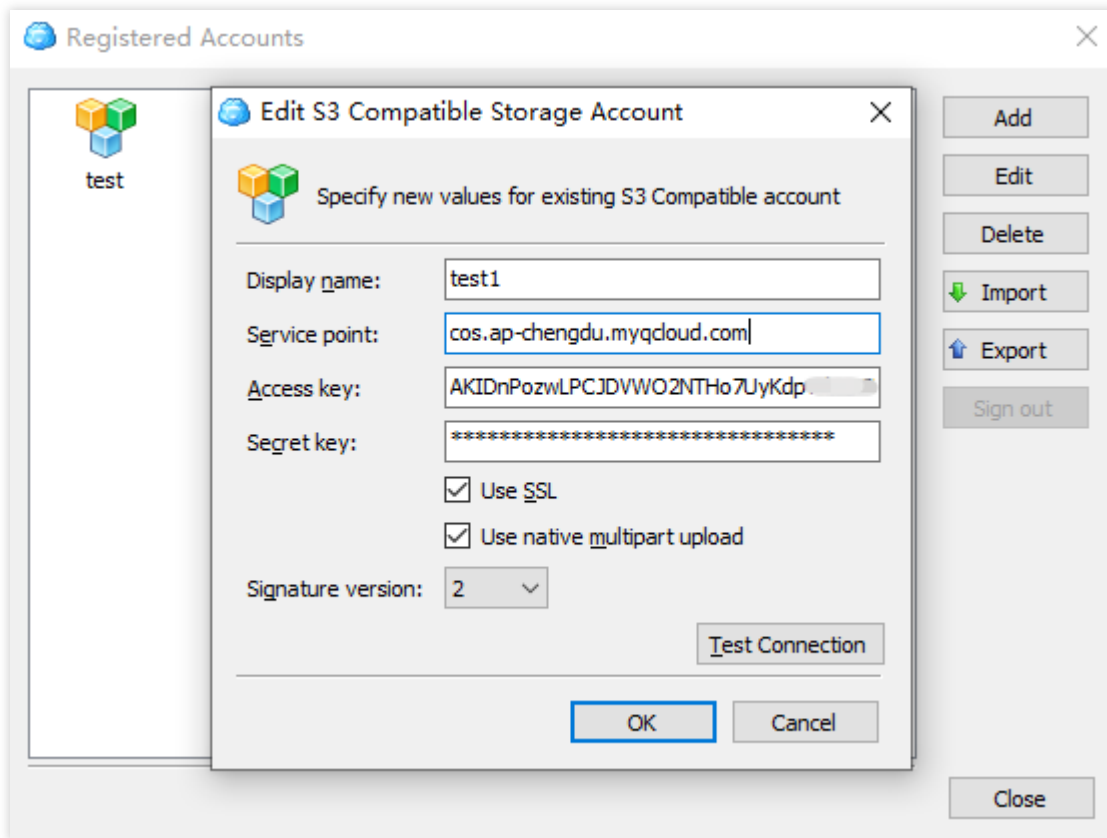 Registered Accounts
test
Edit S3 Compatible Storage Account
Specify new values for existing S3 Compatible account
Display name:
test1
Service point:
cos.ap-chengdu.myqcloud.com
Access key:
AKIDnPozwLPCJDVWO2NTHo7UyKdp
Secret key:
********************************
Use SSL
Use native multipart upload
Signature version:
2
Test Connection
OK
Cancel
Add
Edit
Delete
Import
Export
Sign out
Close